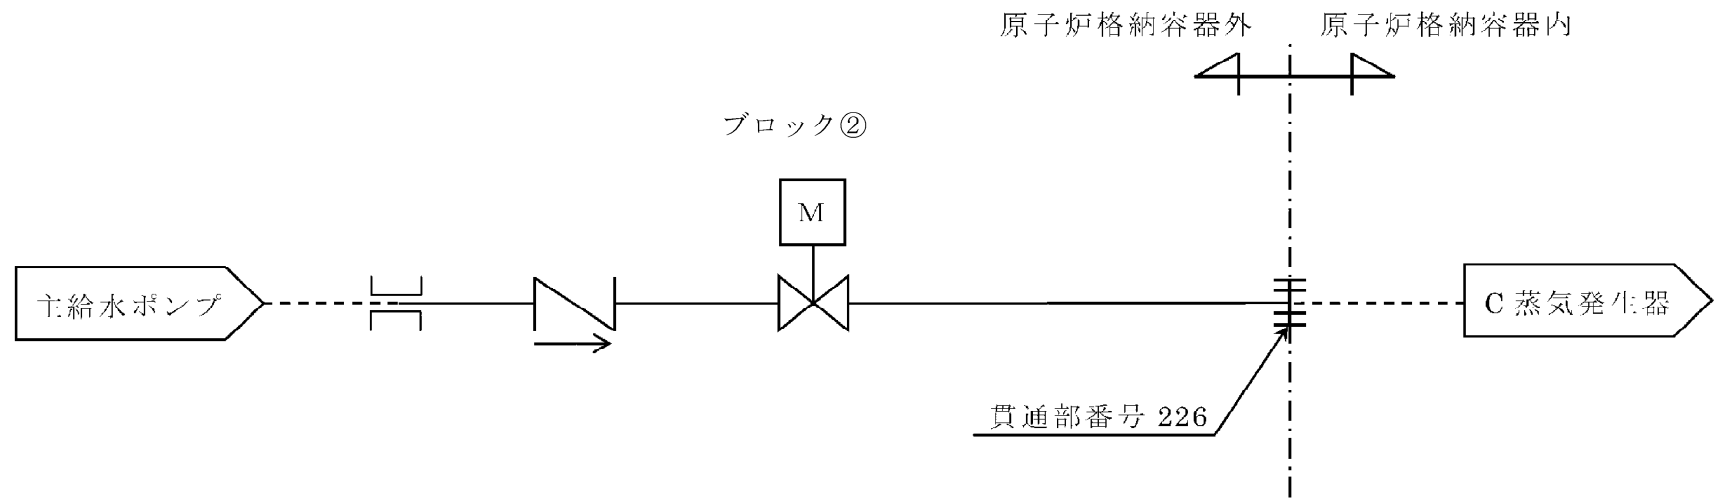 原子炉格納容器外 原子炉格納容器内
ブロック②
M
主給水ポンプ
C 蒸気発生器
貫通部番号 226